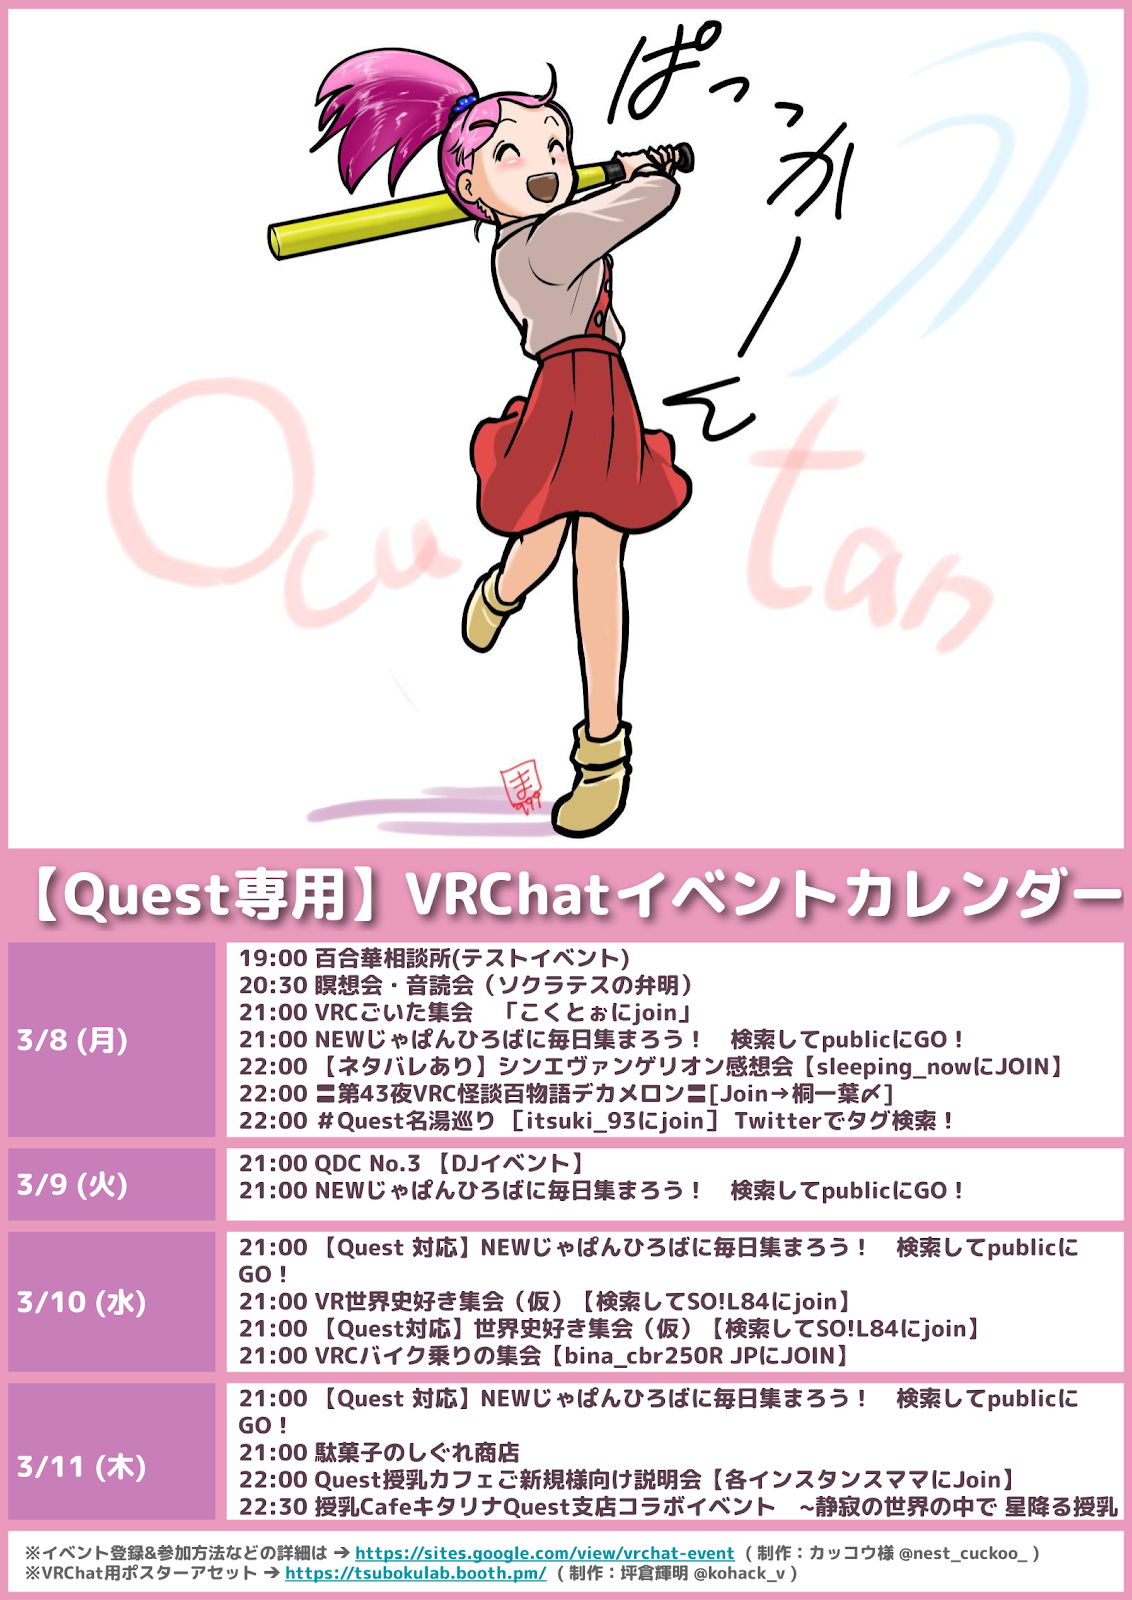 ぱっっかーん
Ocu tan
ま
999
【Quest専用】VRChatイベントカレンダー
3/8 (月)
19:00 百合華相談所(テストイベント)
20:30 瞑想会・音読会（ソクラテスの弁明）
21:00 VRCごいた集会　「こくとぉにjoin」
21:00 NEWじゃぱんひろばに毎日集まろう！　検索してpublicにGO！
22:00 【ネタバレあり】シンエヴァンゲリオン感想会【sleeping_nowにJOIN】
22:00 〓第43夜VRC怪談百物語デカメロン〓[Join→桐一葉〆]
22:00 ＃Quest名湯巡り ［itsuki_93にjoin］ Twitterでタグ検索！
3/9 (火)
21:00 QDC No.3 【DJイベント】
21:00 NEWじゃぱんひろばに毎日集まろう！　検索してpublicにGO！
3/10 (水)
21:00 【Quest 対応】NEWじゃぱんひろばに毎日集まろう！　検索してpublicに
GO！
21:00 VR世界史好き集会（仮）【検索してSO!L84にjoin】
21:00 【Quest対応】世界史好き集会（仮）【検索してSO!L84にjoin】
21:00 VRCバイク乗りの集会【bina_cbr250R JPにJOIN】
3/11 (木)
21:00 【Quest 対応】NEWじゃぱんひろばに毎日集まろう！　検索してpublicに
GO！
21:00 駄菓子のしぐれ商店
22:00 Quest授乳カフェご新規様向け説明会【各インスタンスママにJoin】
22:30 授乳CafeキタリナQuest支店コラボイベント　~静寂の世界の中で 星降る授乳
※イベント登録&参加方法などの詳細は → https://sites.google.com/view/vrchat-event ( 制作：カッコウ様 @nest_cuckoo_ )
※VRChat用ポスターアセット → https://tsubokulab.booth.pm/ ( 制作：坪倉輝明 @kohack_v )